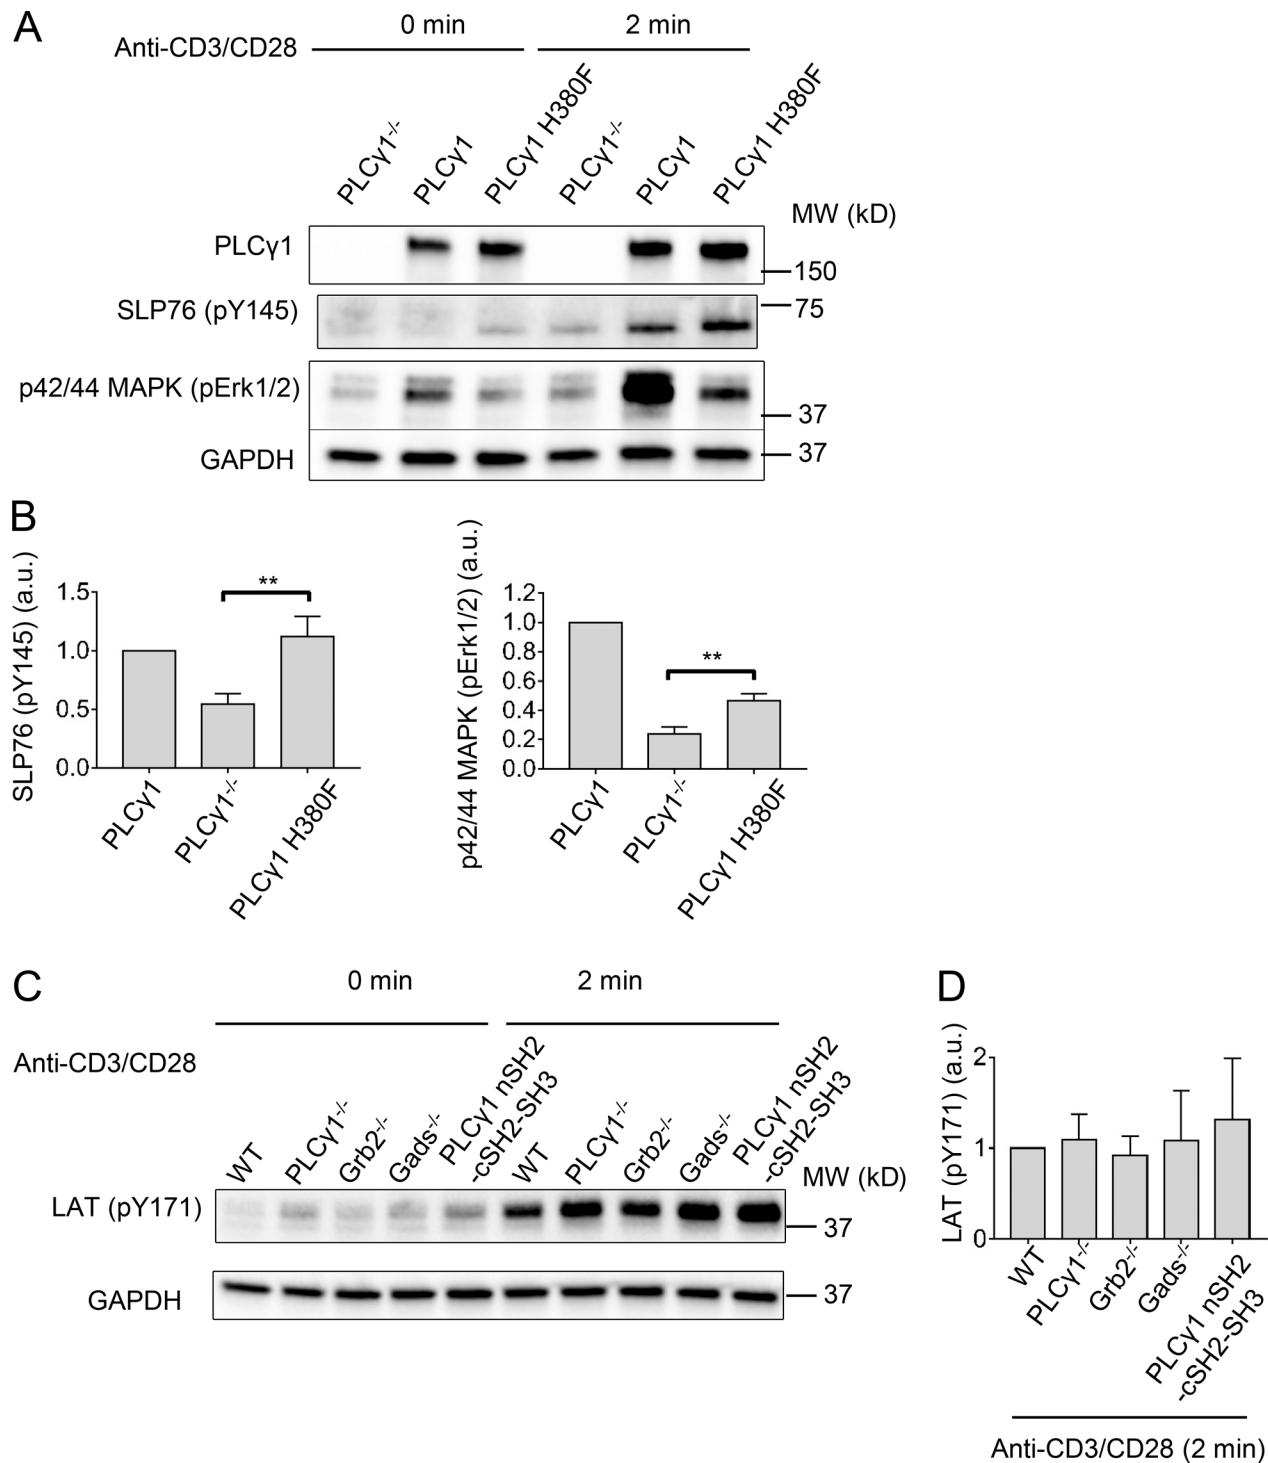 A
0 min 2 min
Anti-CD3/CD28
PLCγ1-/- PLCγ1 PLCγ1 H380F PLCγ1-/- PLCγ1 PLCγ1 H380F
MW (kD)
PLCγ1
150
SLP76 (pY145)
75
p42/44 MAPK (pErk1/2)
37
GAPDH
37
B
SLP76 (pY145) (a.u.)
1.5
1.0
0.5
0.0
**
PLCγ1 PLCγ1-/- PLCγ1 H380F
p42/44 MAPK (pErk1/2) (a.u.)
1.2
1.0
0.8
0.6
0.4
0.2
0.0
**
PLCγ1 PLCγ1-/- PLCγ1 H380F
C
0 min 2 min
Anti-CD3/CD28
WT PLCγ1-/- Grb2-/- Gads-/- PLCγ1 nSH2
-cSH2-SH3
WT PLCγ1-/- Grb2-/- Gads-/- PLCγ1 nSH2
-cSH2-SH3
MW (kD)
LAT (pY171)
37
GAPDH
37
D
LAT (pY171) (a.u.)
2
1
0
WT PLCγ1-/- Grb2-/- Gads-/- PLCγ1 nSH2
-cSH2-SH3
Anti-CD3/CD28 (2 min)